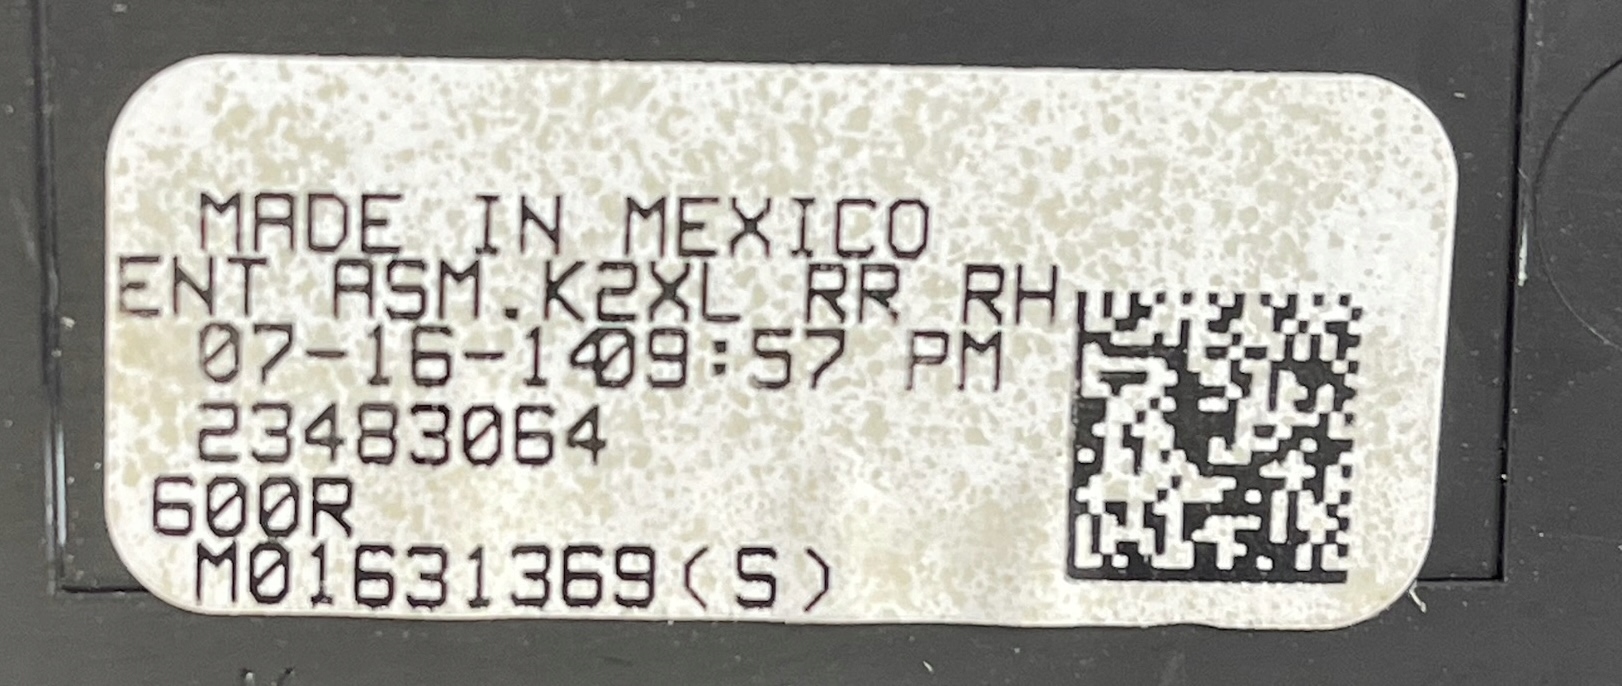 MADE IN MEXICO
ENT ASM.K2XL RR RH
07-16-1409:57 PM
23483064
600R
M01631369(S)